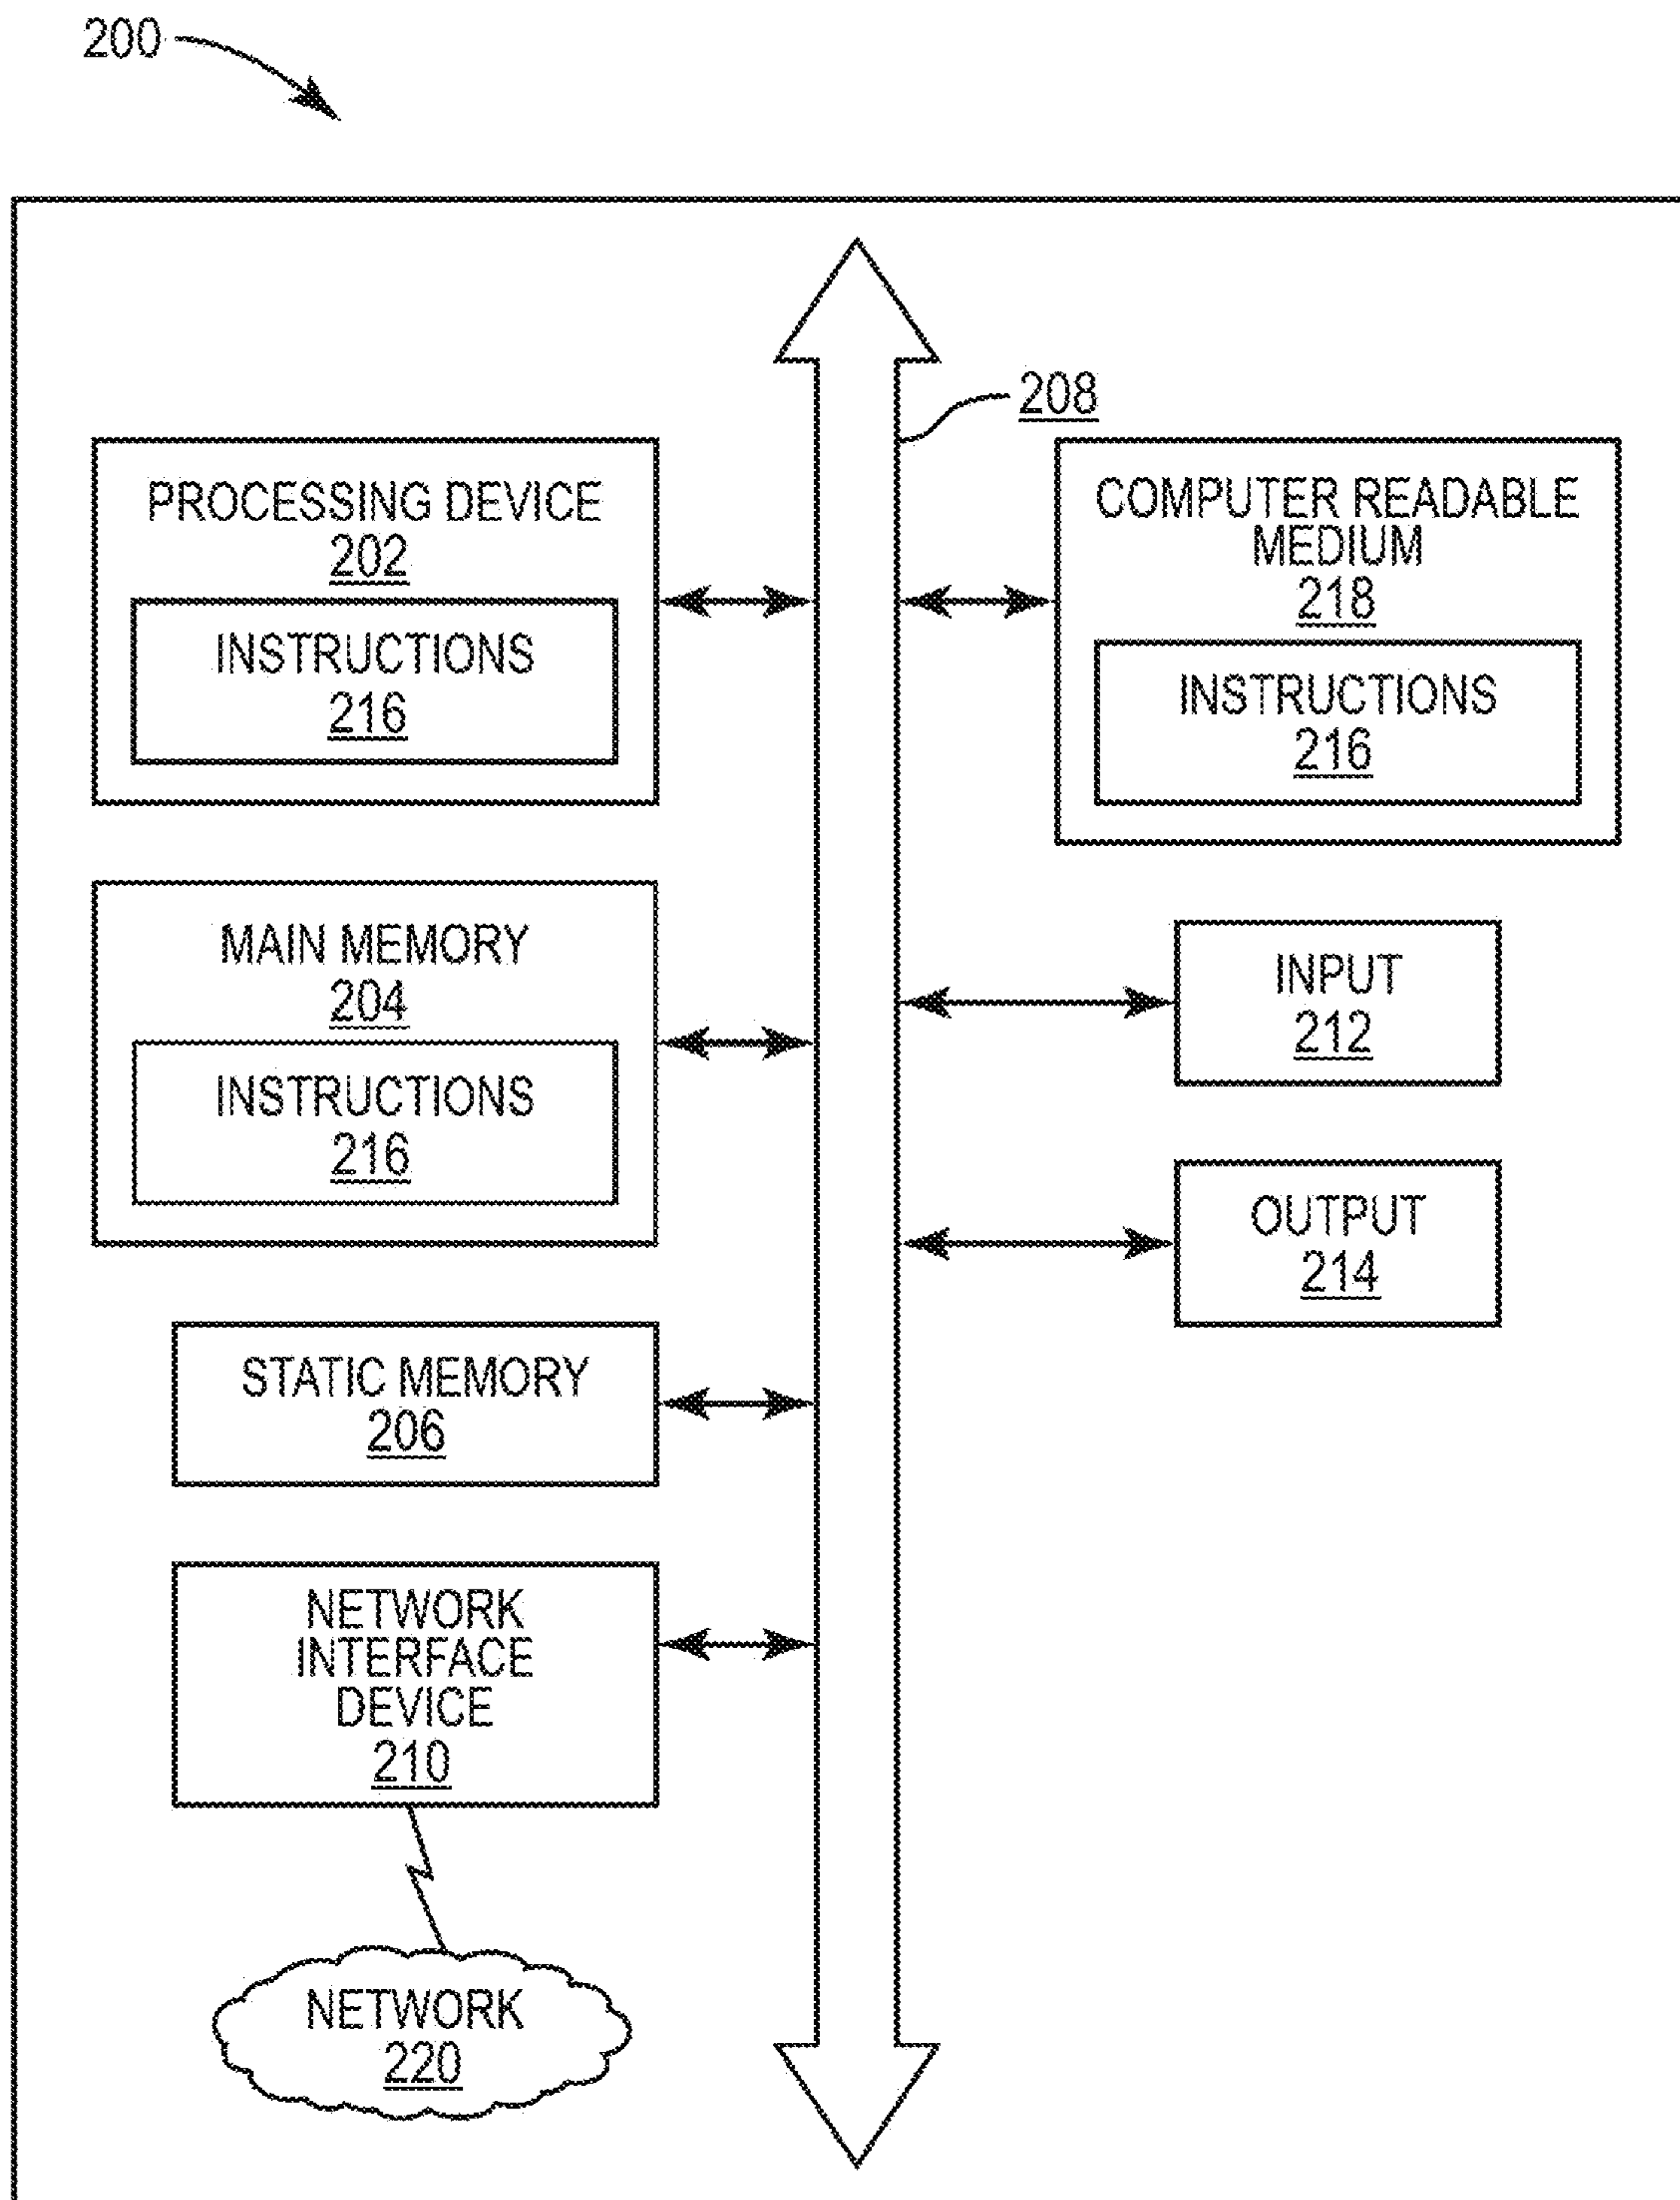 200
208
PROCESSING DEVICE
202
INSTRUCTIONS
216
COMPUTER READABLE
MEDIUM
218
INSTRUCTIONS
216
MAIN MEMORY
204
INSTRUCTIONS
216
INPUT
212
OUTPUT
214
STATIC MEMORY
206
NETWORK
INTERFACE
DEVICE
210
NETWORK
220